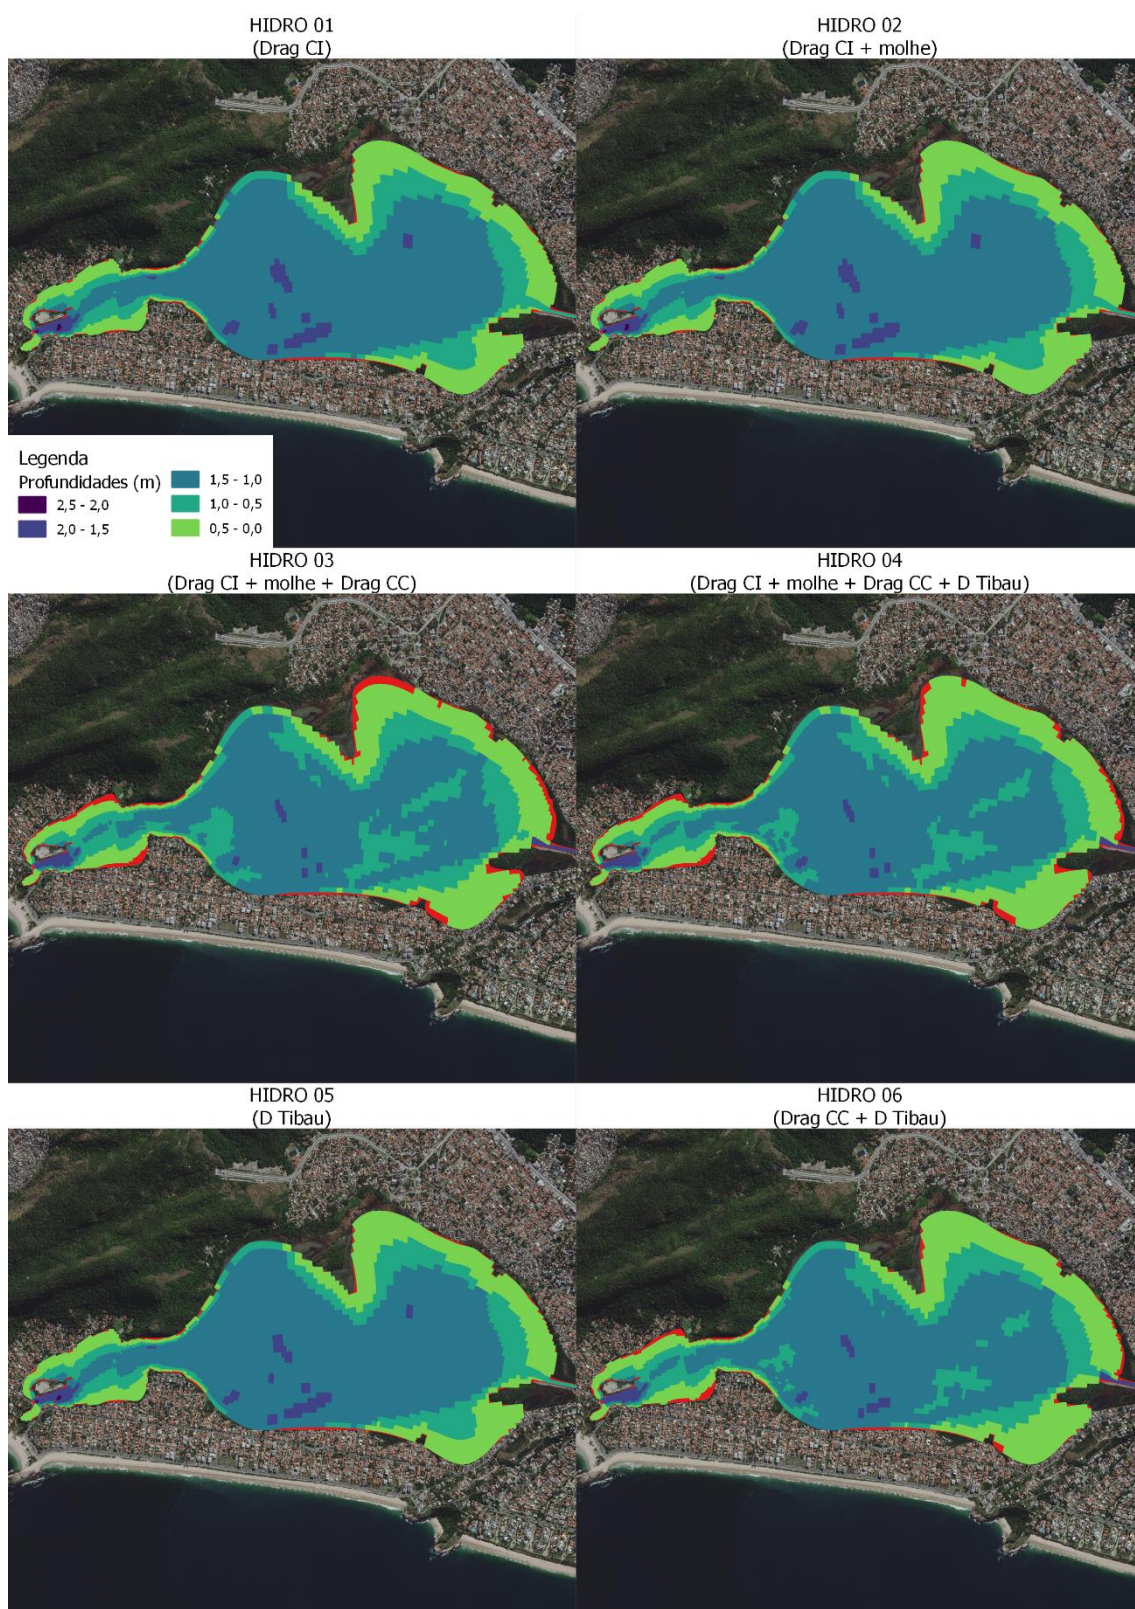 HIDRO 01
(Drag CI)
HIDRO 02
(Drag CI + molhe)
Legenda
Profundidades (m)
2,5 - 2,0
2,0 - 1,5
1,5 - 1,0
1,0 - 0,5
0,5 - 0,0
HIDRO 03
(Drag CI + molhe + Drag CC)
HIDRO 04
(Drag CI + molhe + Drag CC + D Tibau)
HIDRO 05
(D Tibau)
HIDRO 06
(Drag CC + D Tibau)